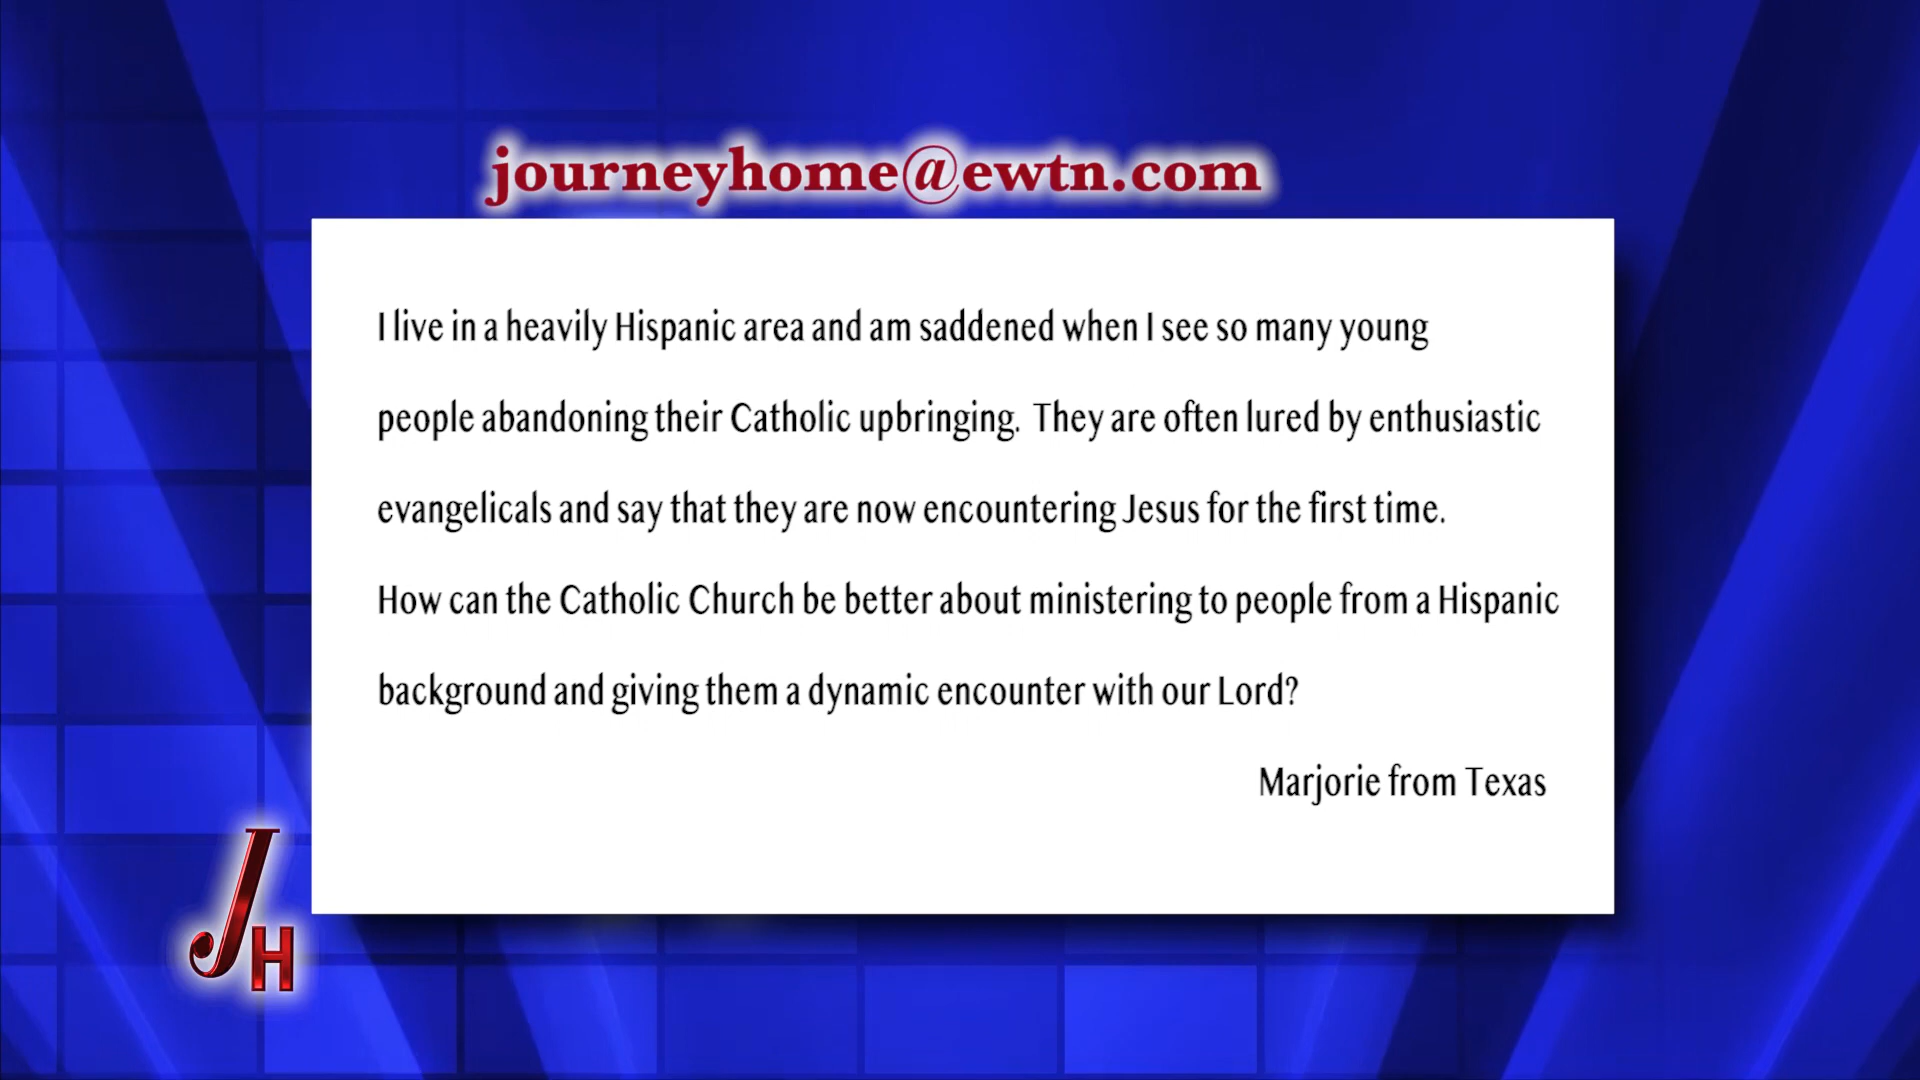 journeyhome@ewtn.com
I live in a heavily Hispanic area and am saddened when I see so many young
people abandoning their Catholic upbringing.  They are often lured by enthusiastic
evangelicals and say that they are now encountering Jesus for the first time.
How can the Catholic Church be better about ministering to people from a Hispanic
background and giving them a dynamic encounter with our Lord?
Marjorie from Texas
JH